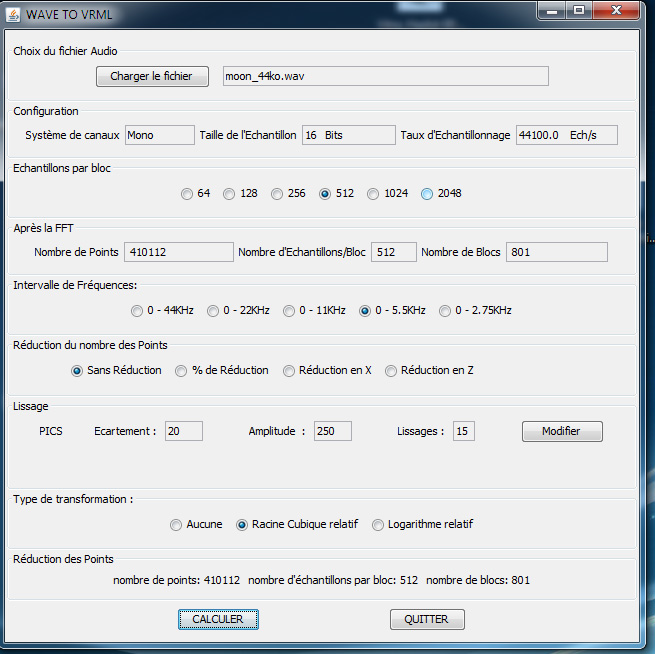 WAVE TO VRML
Choix du fichier Audio
Charger le fichier moon_44ko.wav
Configuration
Système de canaux Mono Taille de l'Echantillon 16 Bits Taux d'Echantillonnage 44100.0 Ech/s
Echantillons par bloc
64 128 256 512 1024 2048
Après la FFT
Nombre de Points 410112 Nombre d'Echantillons/Bloc 512 Nombre de Blocs 801
Intervalle de Fréquences:
0 - 44KHz 0 - 22KHz 0 - 11KHz 0 - 5.5KHz 0 - 2.75KHz
Réduction du nombre des Points
Sans Réduction % de Réduction Réduction en X Réduction en Z
Lissage
PICS Ecartement : 20 Amplitude : 250 Lissages : 15 Modifier
Type de transformation :
Aucune Racine Cubique relatif Logarithme relatif
Réduction des Points
nombre de points: 410112 nombre d'échantillons par bloc: 512 nombre de blocs: 801
CALCULER QUITTER